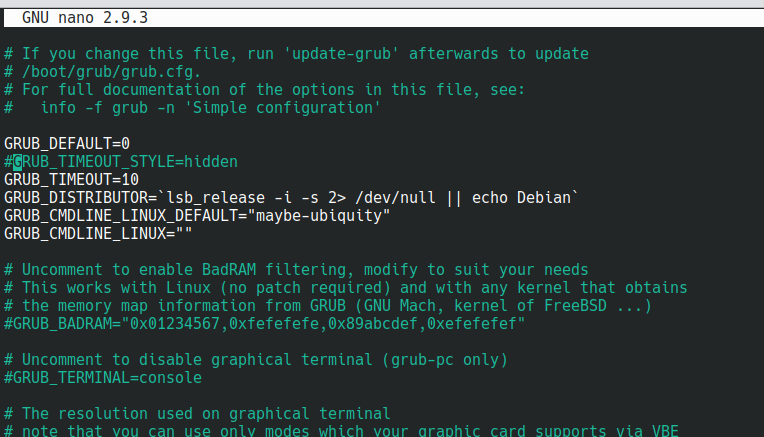 GNU nano 2.9.3
# If you change this file, run 'update-grub' afterwards to update
# /boot/grub/grub.cfg.
# For full documentation of the options in this file, see:
#   info -f grub -n 'Simple configuration'
GRUB_DEFAULT=0
#GRUB_TIMEOUT_STYLE=hidden
GRUB_TIMEOUT=10
GRUB_DISTRIBUTOR=`lsb_release -i -s 2> /dev/null || echo Debian`
GRUB_CMDLINE_LINUX_DEFAULT="maybe-ubiquity"
GRUB_CMDLINE_LINUX=""
# Uncomment to enable BadRAM filtering, modify to suit your needs
# This works with Linux (no patch required) and with any kernel that obtains
# the memory map information from GRUB (GNU Mach, kernel of FreeBSD ...)
#GRUB_BADRAM="0x01234567,0xfefefefe,0x89abcdef,0xefefefef"
# Uncomment to disable graphical terminal (grub-pc only)
#GRUB_TERMINAL=console
# The resolution used on graphical terminal
# note that you can use only modes which your graphic card supports via VBE